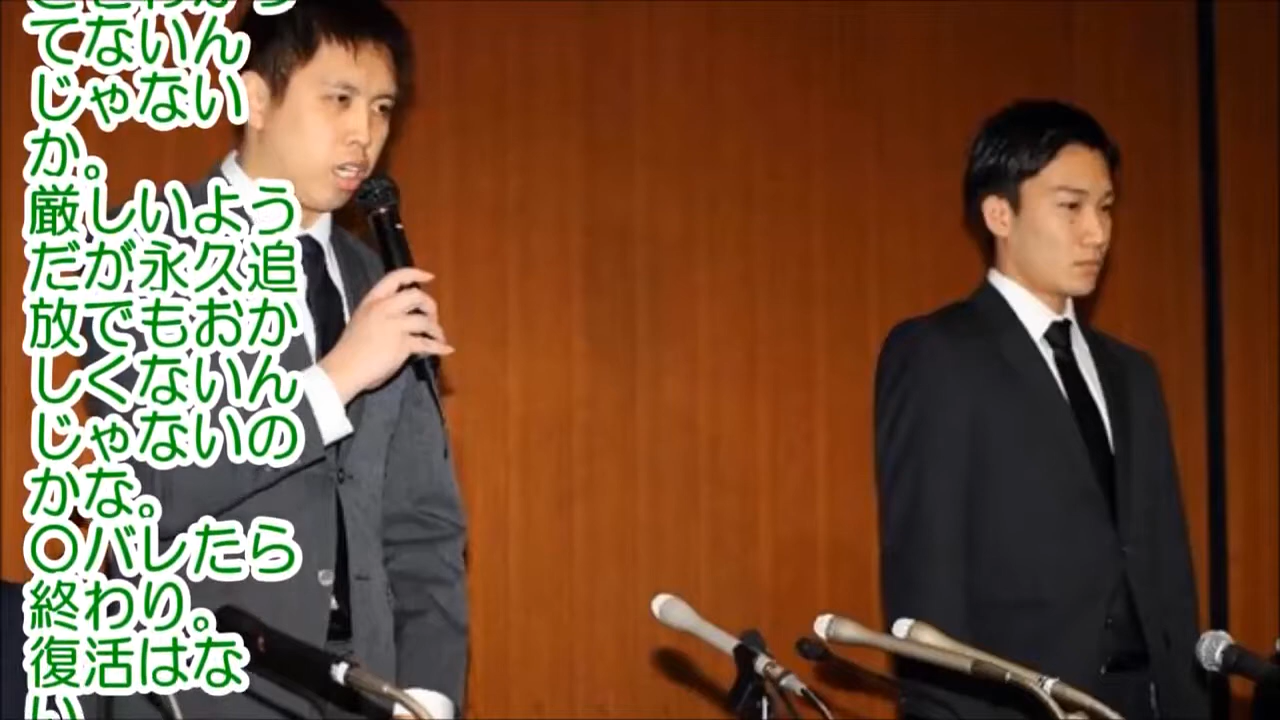 てないん
じゃない
か。
厳しいよう
だが永久追
放でもおか
しくないん
じゃないの
かな。
〇バレたら
終わり。
復活はな
い